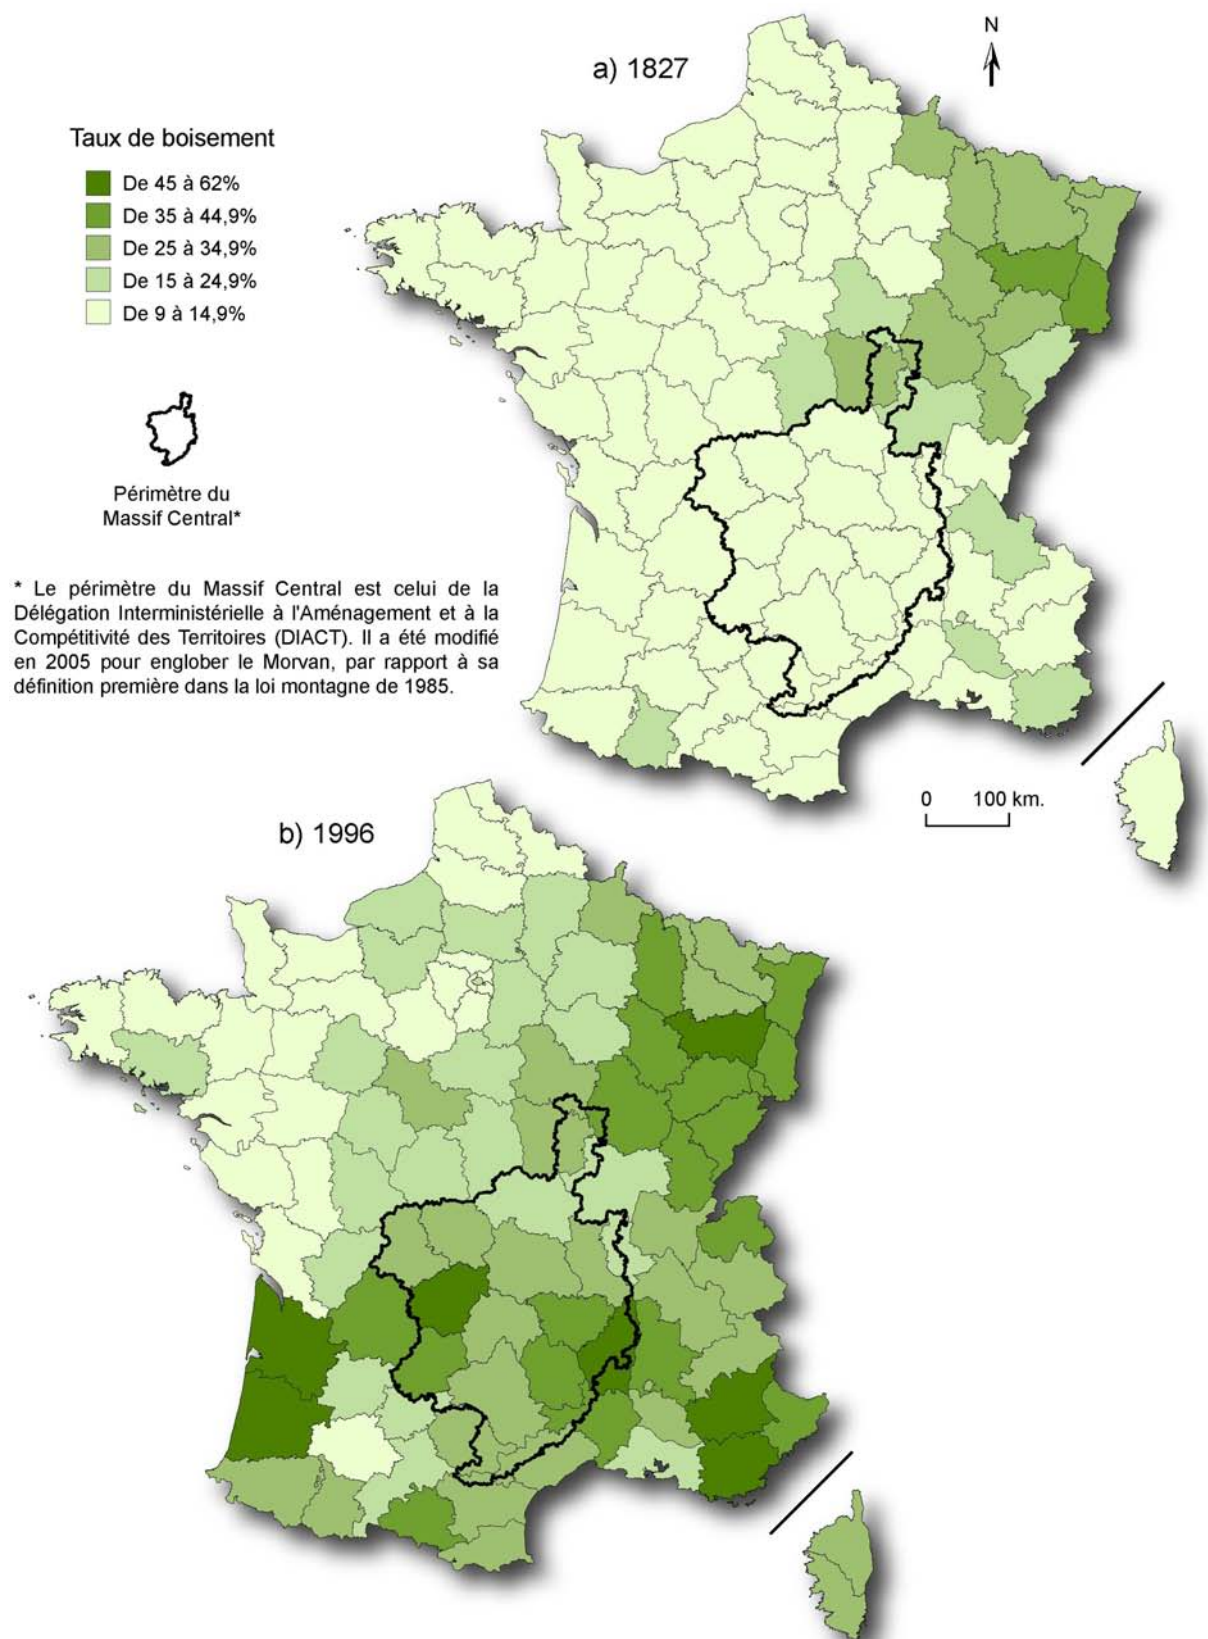 a) 1827
N
Taux de boisement
De 45 à 62%
De 35 à 44,9%
De 25 à 34,9%
De 15 à 24,9%
De 9 à 14,9%
Périmètre du
Massif Central*
* Le périmètre du Massif Central est celui de la
Délégation Interministérielle à l'Aménagement et à la
Compétitivité des Territoires (DIACT). Il a été modifié
en 2005 pour englober le Morvan, par rapport à sa
définition première dans la loi montagne de 1985.
0 100 km.
b) 1996